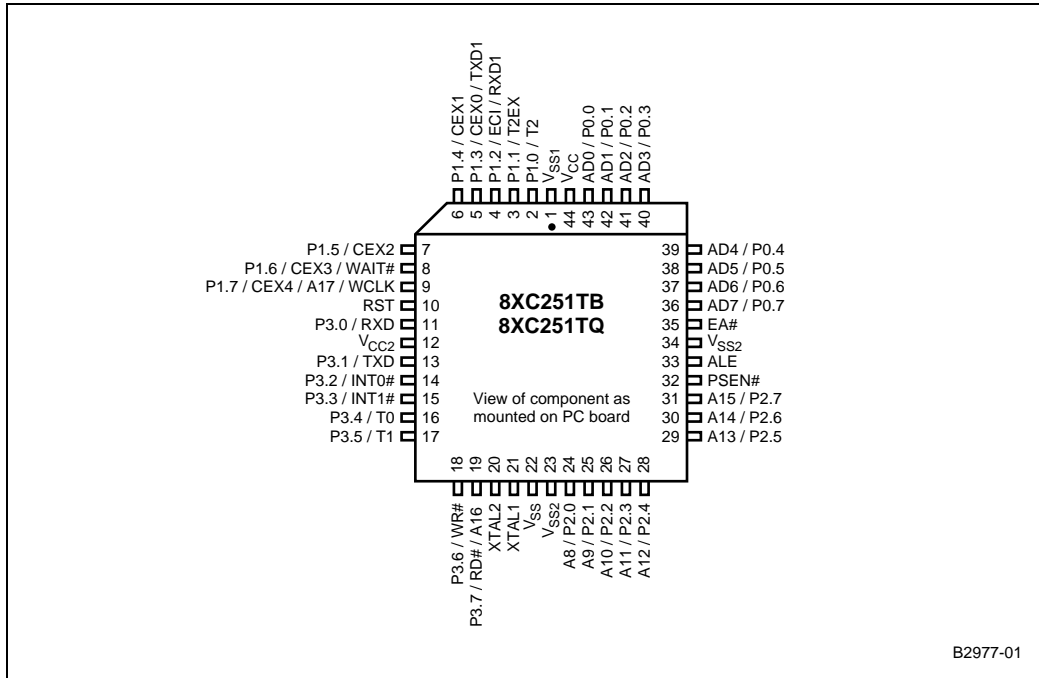 P1.4 / CEX1
P1.3 / CEX0 / TXD1
P1.2 / ECI / RXD1
P1.1 / T2EX
P1.0 / T2
VSS1
VCC
AD0 / P0.0
AD1 / P0.1
AD2 / P0.2
AD3 / P0.3
6 5 4 3 2 1 44 43 42 41 40
P1.5 / CEX2 7
P1.6 / CEX3 / WAIT# 8
P1.7 / CEX4 / A17 / WCLK 9
RST 10
P3.0 / RXD 11
VCC2 12
P3.1 / TXD 13
P3.2 / INT0# 14
P3.3 / INT1# 15
P3.4 / T0 16
P3.5 / T1 17
8XC251TB
8XC251TQ
View of component as
mounted on PC board
39 AD4 / P0.4
38 AD5 / P0.5
37 AD6 / P0.6
36 AD7 / P0.7
35 EA#
34 VSS2
33 ALE
32 PSEN#
31 A15 / P2.7
30 A14 / P2.6
29 A13 / P2.5
18 19 20 21 22 23 24 25 26 27 28
P3.6 / WR#
P3.7 / RD# / A16
XTAL2
XTAL1
VSS
VSS2
A8 / P2.0
A9 / P2.1
A10 / P2.2
A11 / P2.3
A12 / P2.4
B2977-01